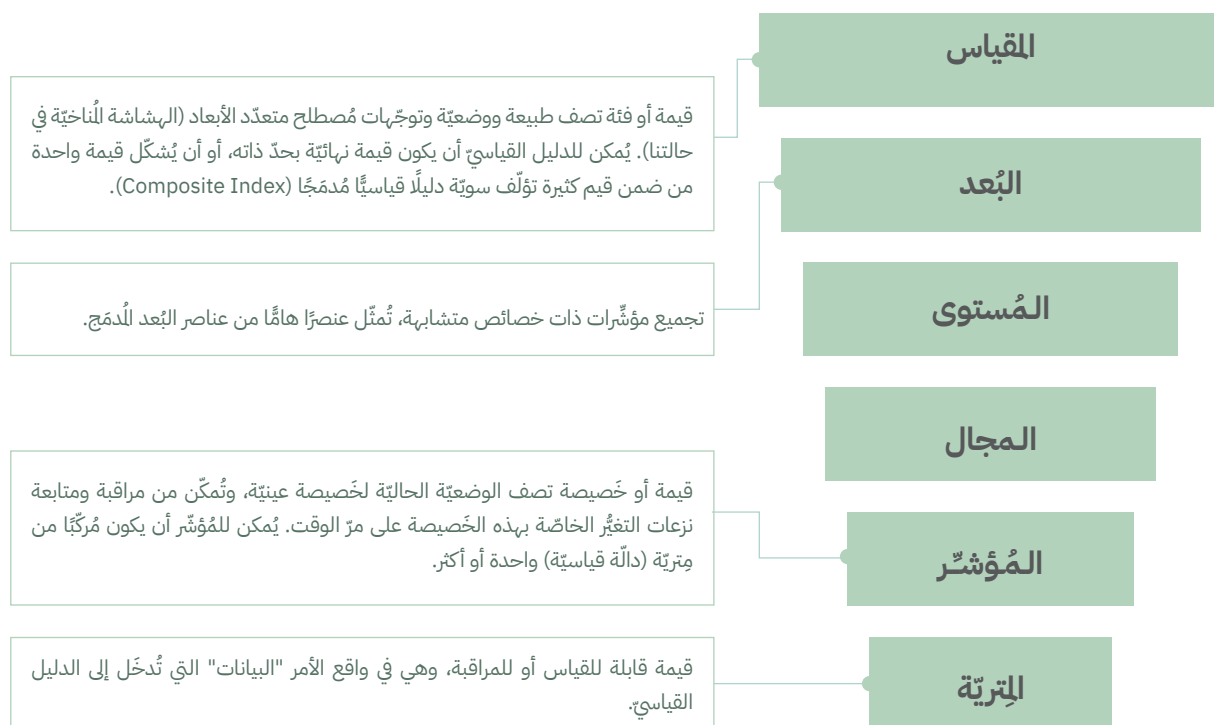 المقياس
قيمة أو فئة تصف طبيعة ووضعيّة وتوجّهات مُصطلح متعدّد الأبعاد (الهشاشة المُناخيّة في
حالتنا). يُمكن للدليل القياسيّ أن يكون قيمة نهائيّة بحدّ ذاته، أو أن يُشكّل قيمة واحدة
من ضمن قيم كثيرة تؤلّف سويّة دليلًا قياسيًّا مُدمَجًا (Composite Index).
البُعد
تجميع مؤشّرات ذات خصائص متشابهة، تُمثّل عنصرًا هامًّا من عناصر البُعد المُدمَج.
الـمُستوى
الـمجال
الـمُؤشـِّر
قيمة أو خَصيصة تصف الوضعيّة الحاليّة لخَصيصة عينيّة، وتُمكّن من مراقبة ومتابعة
نزعات التغيُّر الخاصّة بهذه الخَصيصة على مرّ الوقت. يُمكن للمُؤشّر أن يكون مُركّبًا من
مِتريّة (دالّة قياسيّة) واحدة أو أكثر.
المِتريّة
قيمة قابلة للقياس أو للمراقبة، وهي في واقع الأمر "البيانات" التي تُدخَل إلى الدليل
القياسيّ.